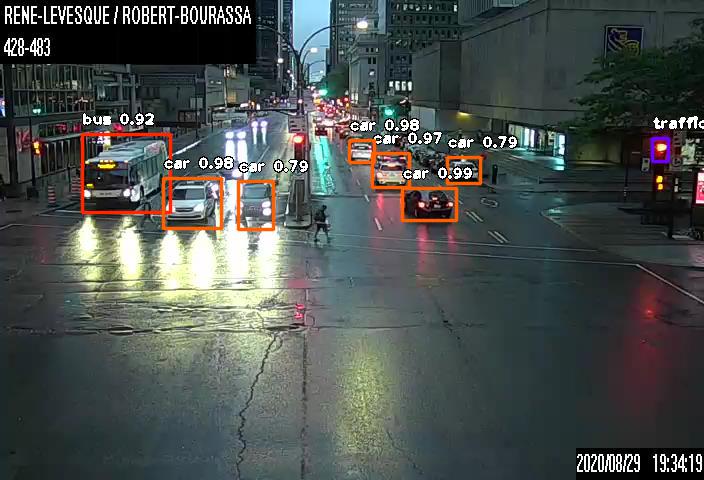 RENE-LEVESQUE / ROBERT-BOURASSA
428-483
bus 0.92
car 0.98
car 0.79
car 0.98
car 0.97
car 0.79
car 0.99
traffic
2020/08/29 19:34:19